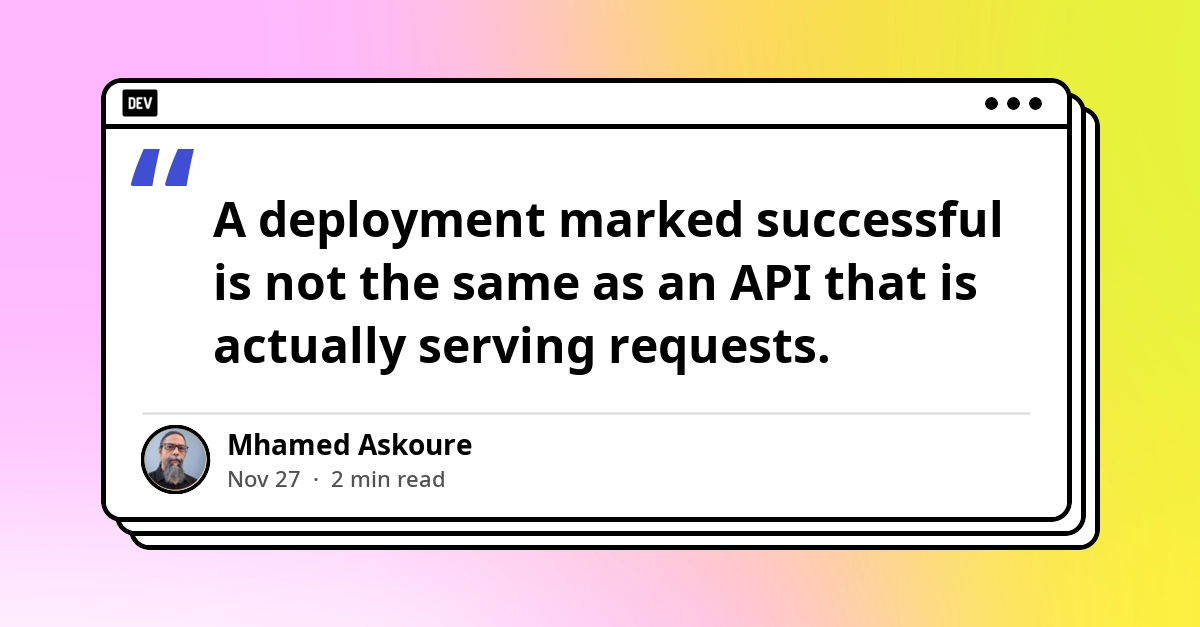 DEV
“
A deployment marked successful
is not the same as an API that is
actually serving requests.
Mhamed Askoure
Nov 27 · 2 min read